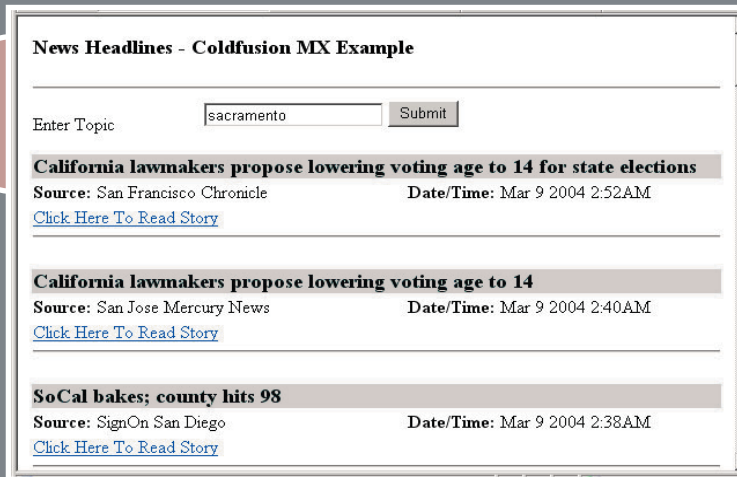 News Headlines - Coldfusion MX Example
Enter Topic sacramento Submit
California lawmakers propose lowering voting age to 14 for state elections
Source: San Francisco Chronicle Date/Time: Mar 9 2004 2:52AM
Click Here To Read Story
California lawmakers propose lowering voting age to 14
Source: San Jose Mercury News Date/Time: Mar 9 2004 2:40AM
Click Here To Read Story
SoCal bakes; county hits 98
Source: SignOn San Diego Date/Time: Mar 9 2004 2:38AM
Click Here To Read Story